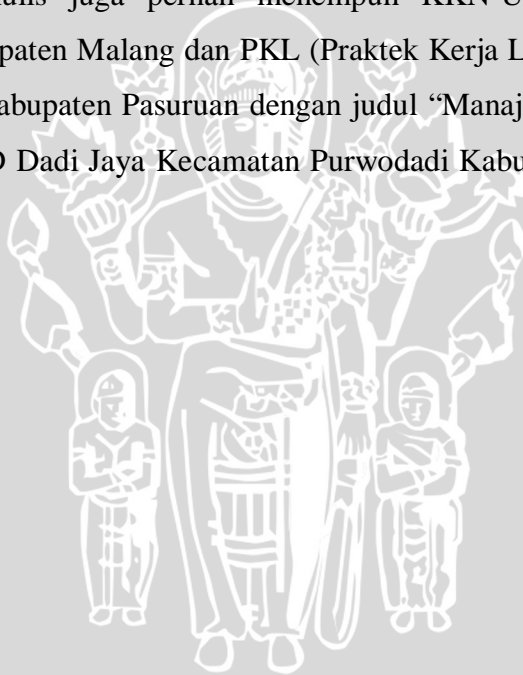 juga pernah menempuh KKN-U
paten Malang dan PKL (Praktek Kerja L
abupaten Pasuruan dengan judul “Manaj
Dadi Jaya Kecamatan Purwodadi Kabu